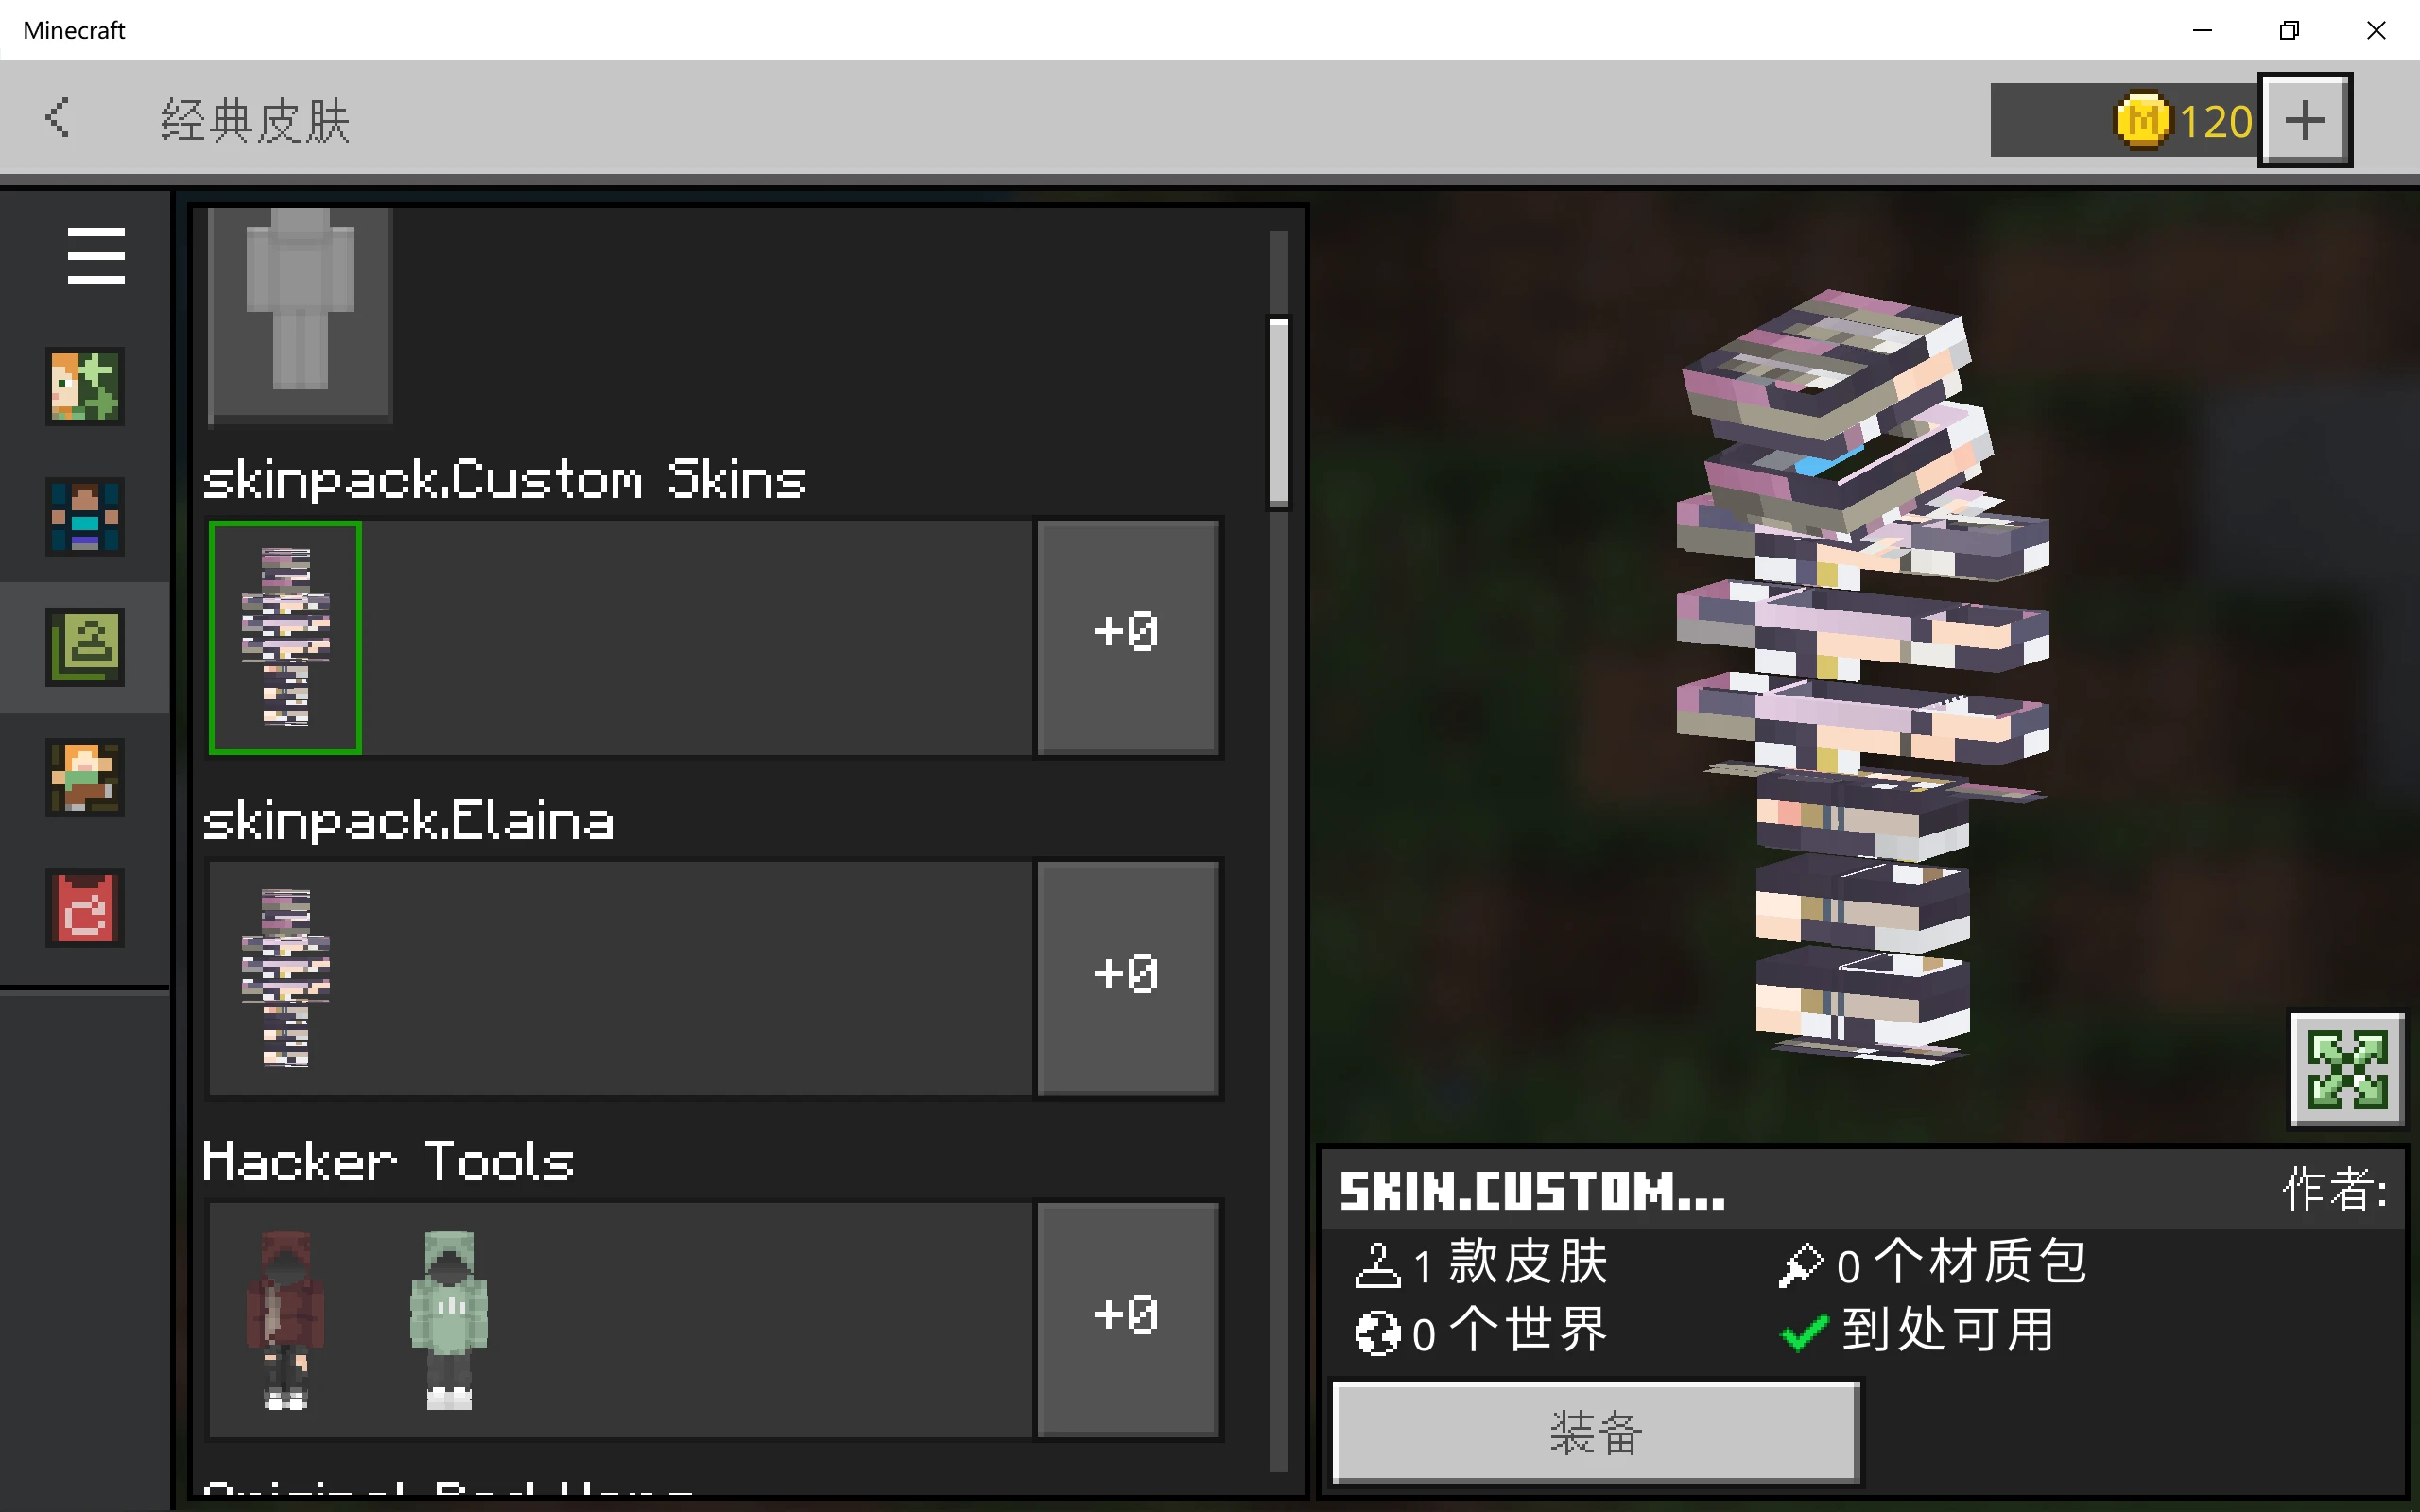 Minecraft
经典皮肤
120
skinpack.Custom Skins
+0
skinpack.Elaina
+0
Hacker Tools
+0
SKIN.CUSTOM...
作者:
1 款皮肤
0 个材质包
0 个世界
到处可用
装备